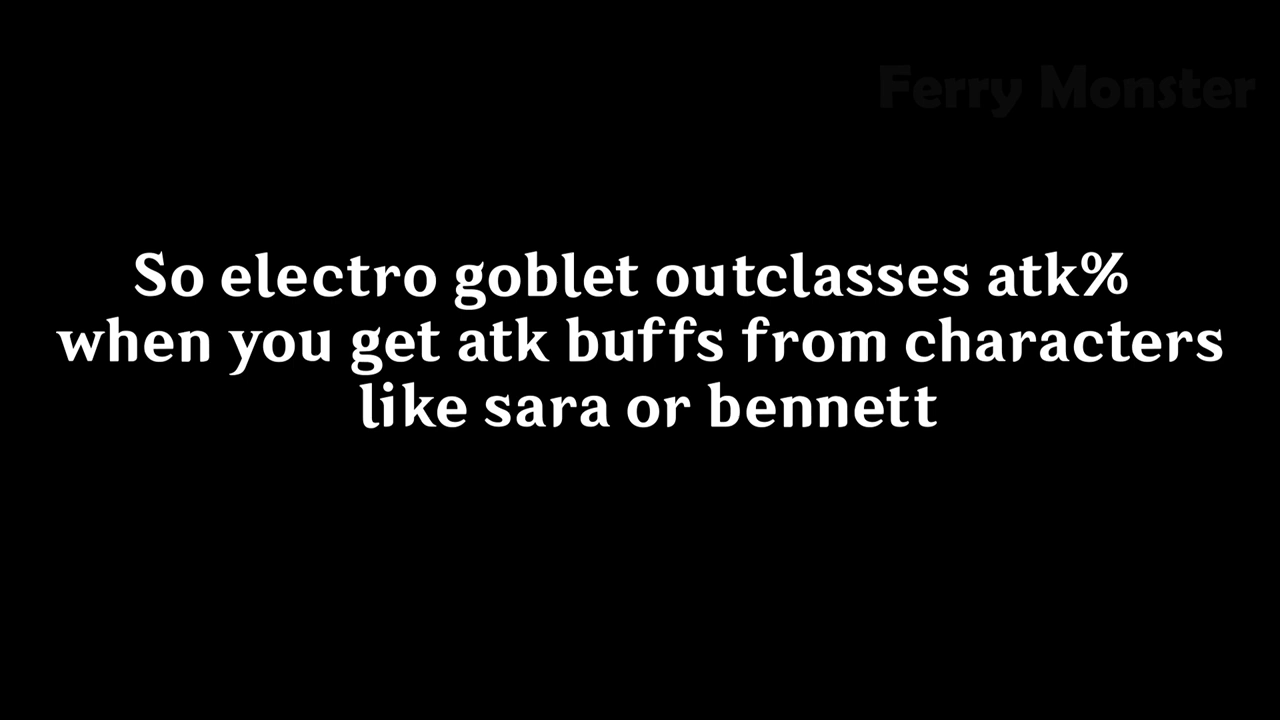 Ferry Monster
So electro goblet outclasses atk%
when you get atk buffs from characters
like sara or bennett